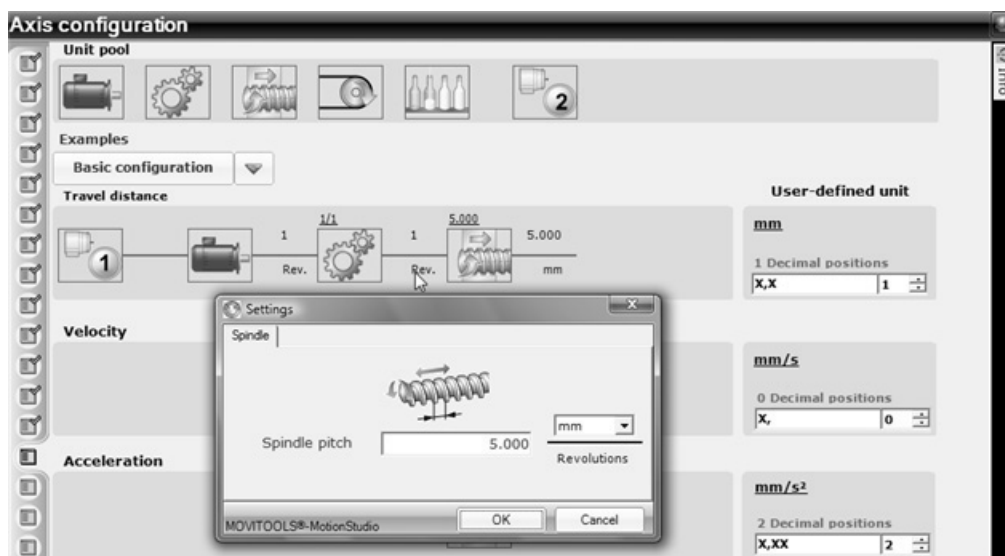 Axis configuration
Info
Unit pool
2
Examples
Basic configuration
Travel distance
User-defined unit
1
1
Rev.
1/1
1
Rev.
5.000
5.000
mm
mm
1 Decimal positions
X,X 1
Settings
Spindle
Spindle pitch 5.000
mm
Revolutions
MOVITOOLS®-MotionStudio
OK
Cancel
Velocity
mm/s
0 Decimal positions
X, 0
Acceleration
mm/s²
2 Decimal positions
X,XX 2